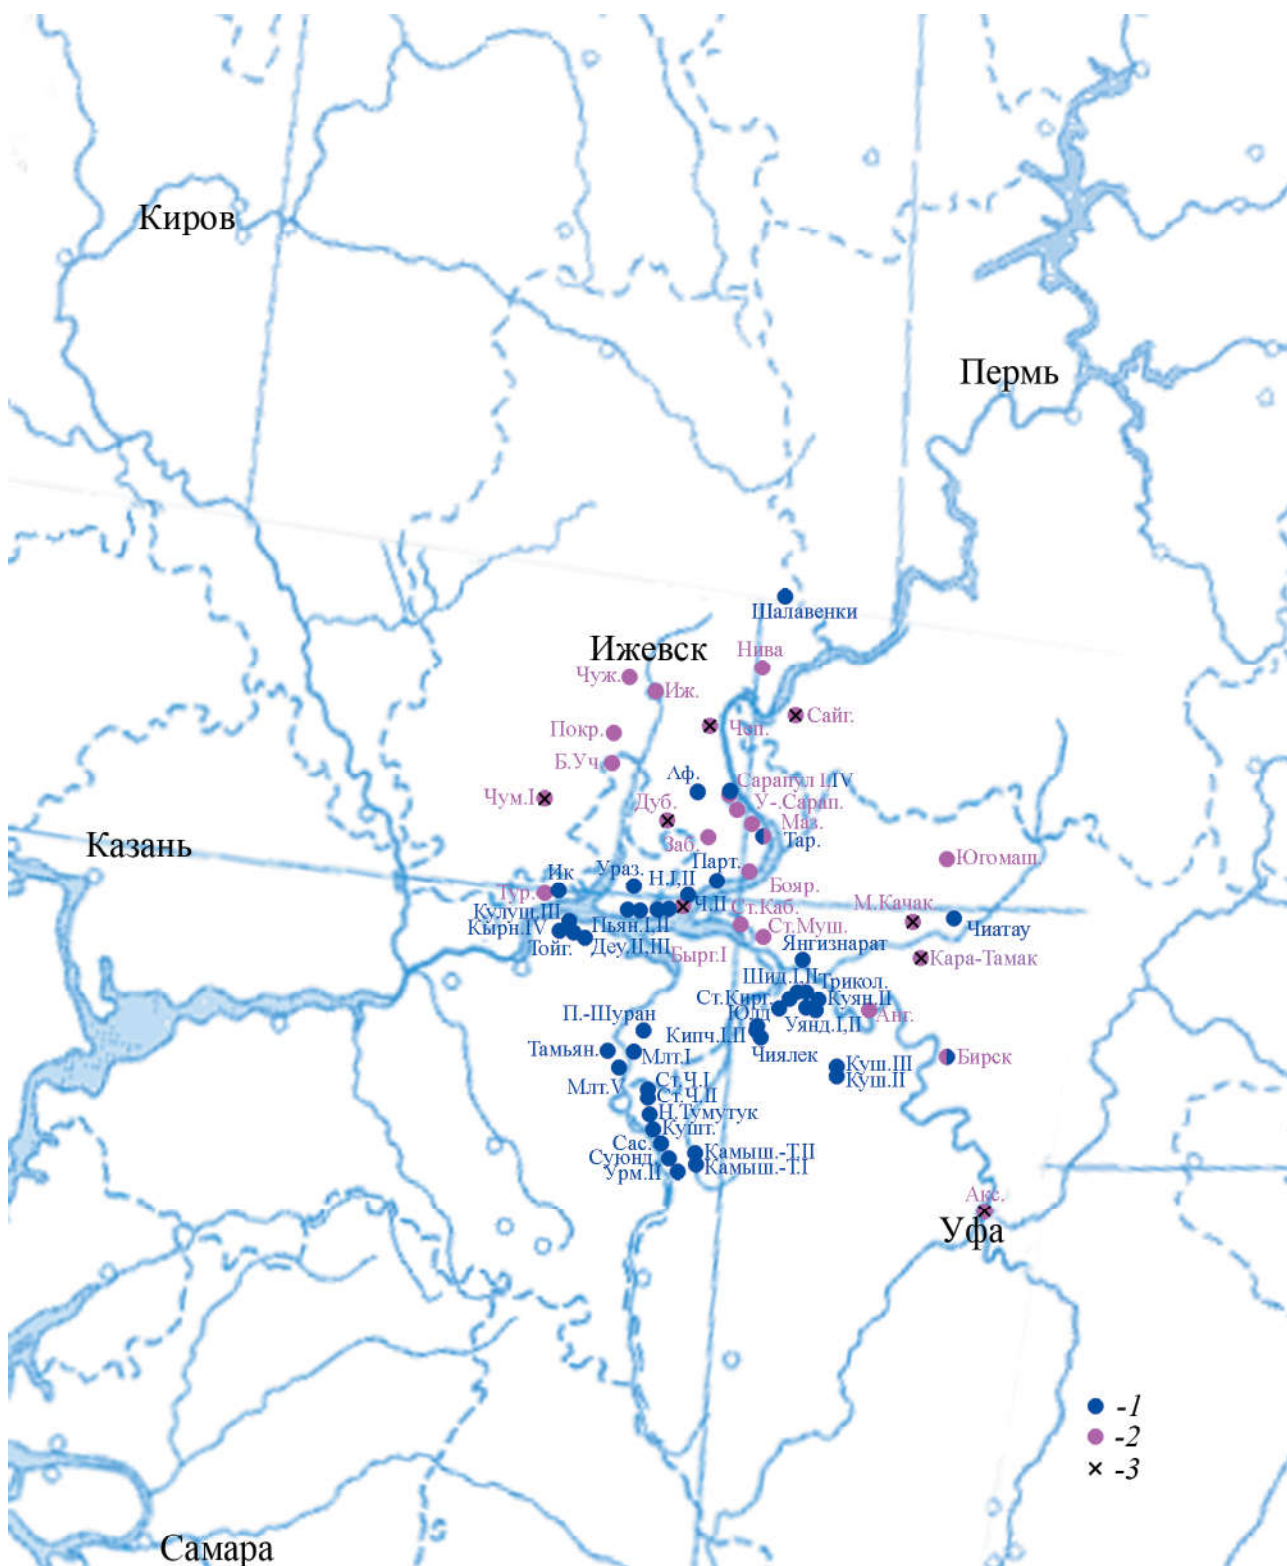 Киров
Пермь
Шалавенки
Ижевск
Нива
Чуж.
Иж.
Сайг.
Чеп.
Покр.
Б.Уч.
Аф.
Сарапул I,IV
Чум.I
Дуб.
У-.Сарап.
Маз.
Заб.
Тар.
Казань
Югомаш.
Парт.
Ураз.
Ик
Н.I,II
Бояр.
Тур.
М.Качак.
Ч.II
Ст.Каб.
Кулуш.III
Пьян.I,II
Чиатау
Кырн.IV
Ст.Муш.
Тойг.
Деу.II,III
Бырг.I
Янгизнарат
Кара-Тамак
Шид.I,II
Трикол.
Ст.Кирг.
Куян.II
П.-Шуран
Юлд
Уянд.I,II
Анг.
Кипч.I,II
Тамьян.
Млт.I
Чиялек
Бирск
Куш.III
Млт.V
Ст.Ч.I
Куш.II
Ст.Ч.II
Н.Тумутук
Кушт.
Сас.
Камыш.-Т.II
Суюнд.
Камыш.-Т.I
Урм.II
Акс.
Уфа
-1
-2
-3
Самара